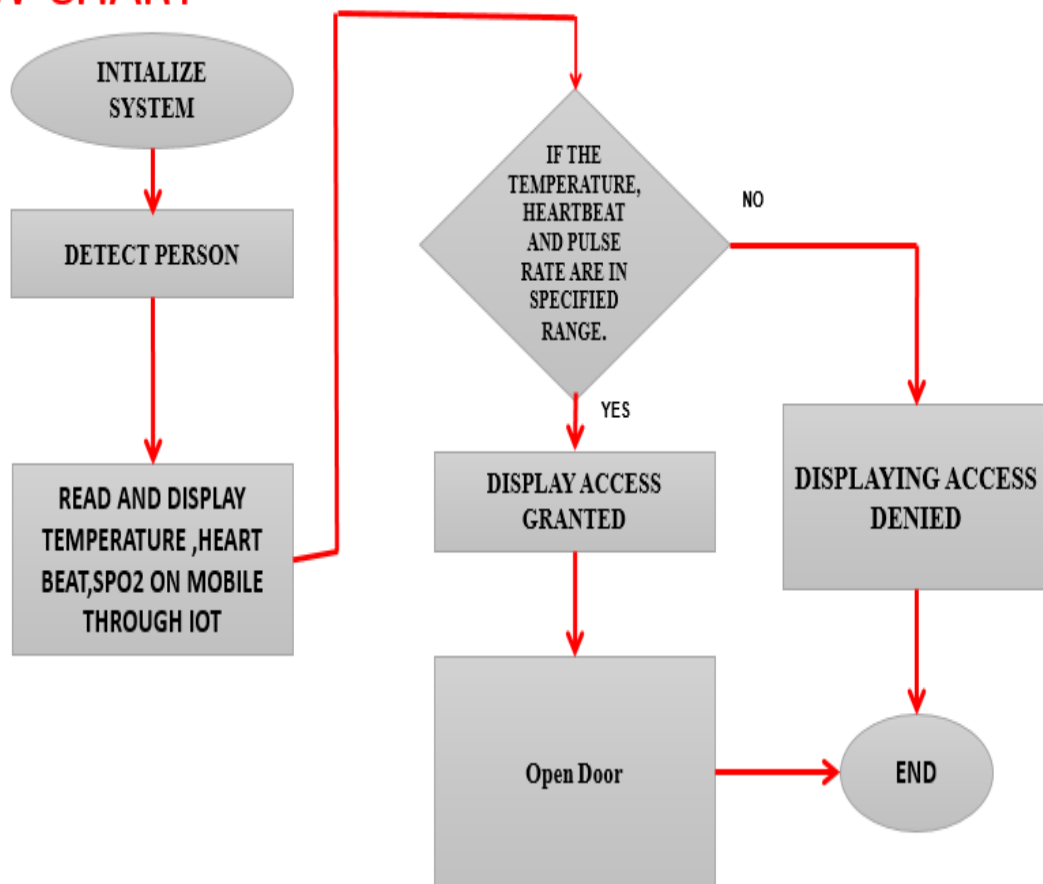 INTIALIZE
SYSTEM
DETECT PERSON
READ AND DISPLAY
TEMPERATURE ,HEART
BEAT,SPO2 ON MOBILE
THROUGH IOT
IF THE
TEMPERATURE,
HEARTBEAT
AND PULSE
RATE ARE IN
SPECIFIED
RANGE.
NO
YES
DISPLAY ACCESS
GRANTED
DISPLAYING ACCESS
DENIED
Open Door
END